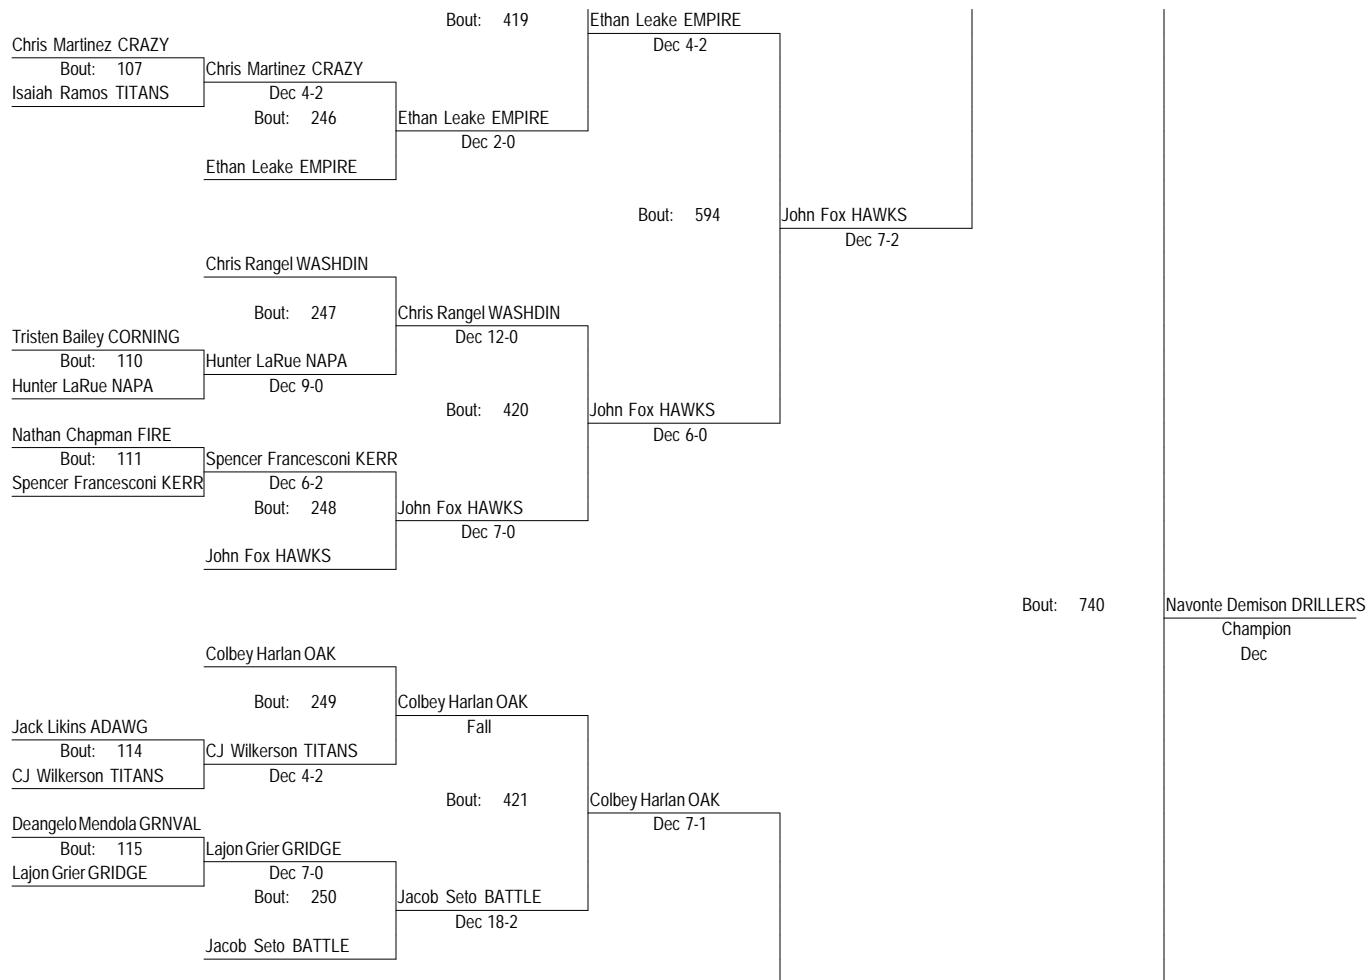 Bout: 419 Ethan Leake EMPIRE
Chris Martinez CRAZY Dec 4-2
Bout: 107 Chris Martinez CRAZY
Isaiah Ramos TITANS Dec 4-2
Bout: 246 Ethan Leake EMPIRE
Dec 2-0
Ethan Leake EMPIRE
Bout: 594 John Fox HAWKS
Dec 7-2
Chris Rangel WASHDIN
Bout: 247 Chris Rangel WASHDIN
Tristen Bailey CORNING Dec 12-0
Bout: 110 Hunter LaRue NAPA
Hunter LaRue NAPA Dec 9-0
Bout: 420 John Fox HAWKS
Nathan Chapman FIRE Dec 6-0
Bout: 111 Spencer Francesconi KERR
Spencer Francesconi KERR Dec 6-2
Bout: 248 John Fox HAWKS
Dec 7-0
John Fox HAWKS
Bout: 740 Navonte Demison DRILLERS
Champion
Colbey Harlan OAK Dec
Bout: 249 Colbey Harlan OAK
Jack Likins ADAWG Fall
Bout: 114 CJ Wilkerson TITANS
CJ Wilkerson TITANS Dec 4-2
Bout: 421 Colbey Harlan OAK
Deangelo Mendola GRNVAL Dec 7-1
Bout: 115 Lajon Grier GRIDGE
Lajon Grier GRIDGE Dec 7-0
Bout: 250 Jacob Seto BATTLE
Dec 18-2
Jacob Seto BATTLE